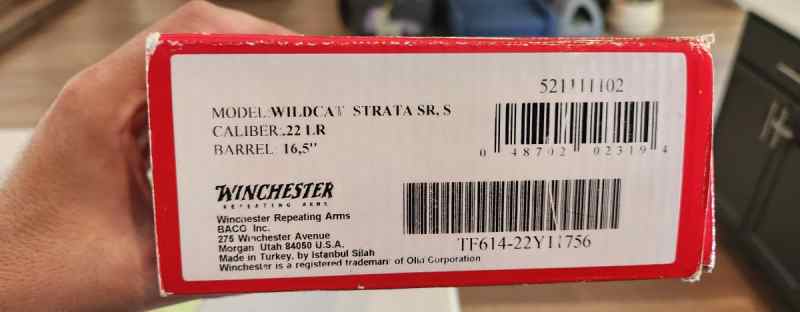 521111102
MODEL:WILDCAT STRATA SR, S
CALIBER:.22 LR
BARREL: 16,5"
0 48702 02319 4
WINCHESTER
REPEATING ARMS
Winchester Repeating Arms
BACO Inc.
275 Winchester Avenue
Morgan Utah 84050 U.S.A.
Made in Turkey, by Istanbul Silah
Winchester is a registered trademark of Olin Corporation
TF614-22Y11756